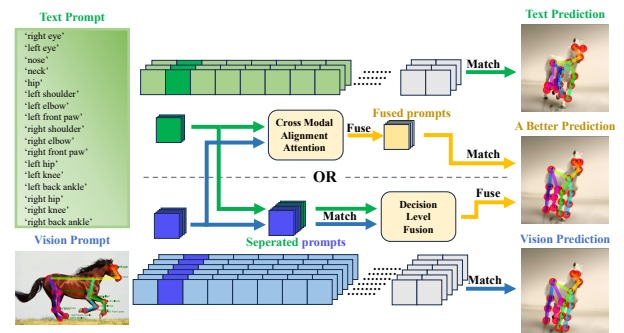 Text Prompt
'right eye'
'left eye'
'nose'
'neck'
'hip'
'left shoulder'
'left elbow'
'left front paw'
'right shoulder'
'right elbow'
'right front paw'
'left hip'
'left knee'
'left back ankle'
'right hip'
'right knee'
'right back ankle'
Vision Prompt
Cross Modal
Alignment
Attention
Fuse
Fused prompts
OR
Match
Decision
Level
Fusion
Seperated prompts
Match
Text Prediction
A Better Prediction
Match
Fuse
Vision Prediction
Match